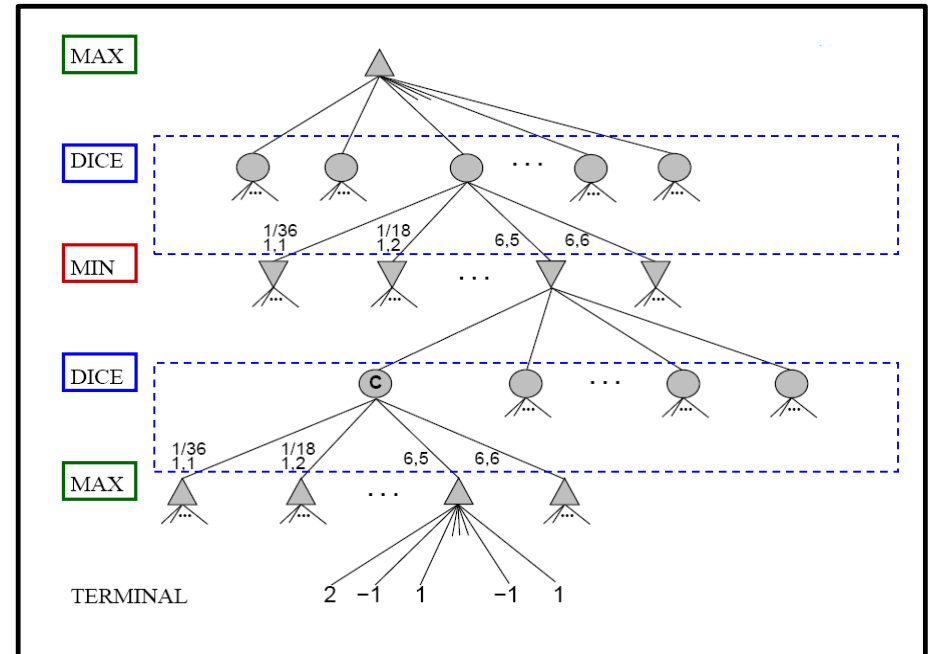 MAX
DICE
...
... ... ... ... ...
1/36 1/18
1,1 1,2 6,5 6,6
MIN
...
... ... ... ...
DICE
C ...
... ... ...
1/36 1/18
1,1 1,2 6,5 6,6
MAX
...
... ... ...
TERMINAL 2 −1 1 −1 1